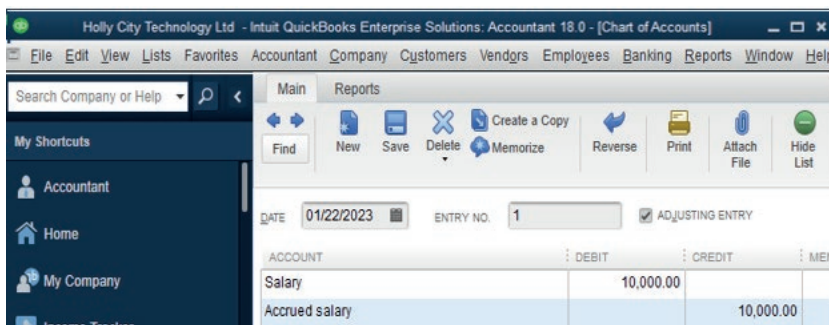 Holly City Technology Ltd - Intuit QuickBooks Enterprise Solutions: Accountant 18.0 - [Chart of Accounts]
File Edit View Lists Favorites Accountant Company Customers Vendors Employees Banking Reports Window Help
Search Company or Help
Main Reports
My Shortcuts
Find New Save Delete Create a Copy Memorize Reverse Print Attach File Hide List
Accountant
Home
My Company
DATE 01/22/2023 ENTRY NO. 1 ADJUSTING ENTRY
ACCOUNT DEBIT CREDIT
Salary 10,000.00
Accrued salary 10,000.00